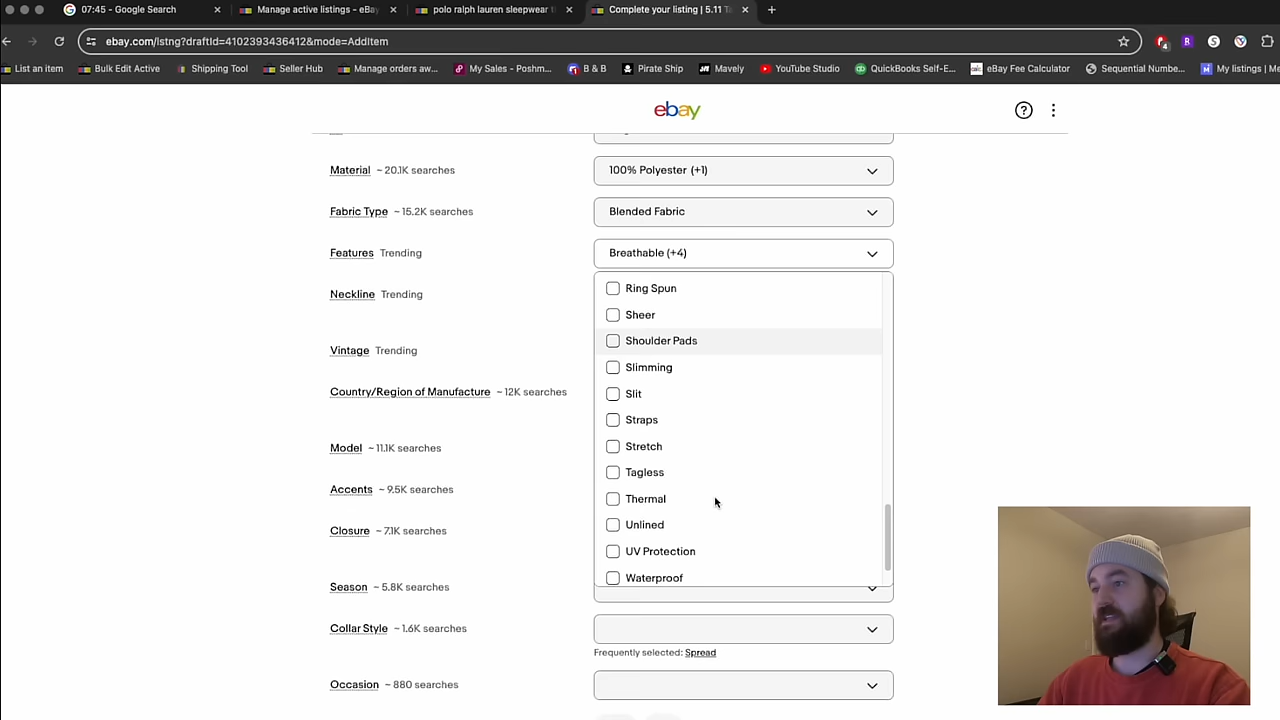 07:45 - Google Search
Manage active listings - eBay
polo ralph lauren sleepwear t
Complete your listing | 5.11 Ta
ebay.com/lstng?draftId=4102393436412&mode=AddItem
4
List an item
Bulk Edit Active
Shipping Tool
Seller Hub
Manage orders aw...
My Sales - Poshm...
B & B
Pirate Ship
Mavely
YouTube Studio
QuickBooks Self-E...
eBay Fee Calculator
Sequential Numbe...
My listings | Me
ebay
Material ~ 20.1K searches
100% Polyester (+1)
Fabric Type ~ 15.2K searches
Blended Fabric
Features Trending
Breathable (+4)
Ring Spun
Neckline Trending
Sheer
Shoulder Pads
Vintage Trending
Slimming
Country/Region of Manufacture ~ 12K searches
Slit
Straps
Model ~ 11.1K searches
Stretch
Tagless
Accents ~ 9.5K searches
Thermal
Closure ~ 7.1K searches
Unlined
UV Protection
Waterproof
Season ~ 5.8K searches
Collar Style ~ 1.6K searches
Frequently selected: Spread
Occasion ~ 880 searches